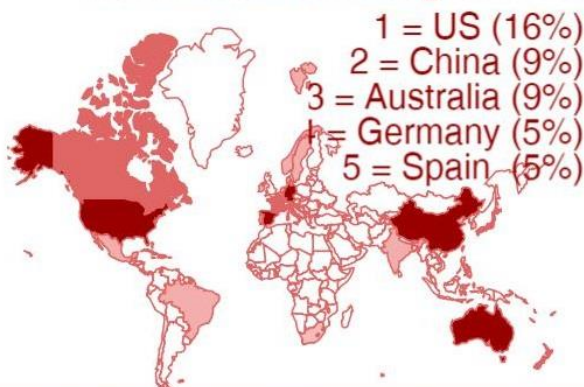 1 = US (16%)
2 = China (9%)
3 = Australia (9%)
= Germany (5%)
5 = Spain (5%)